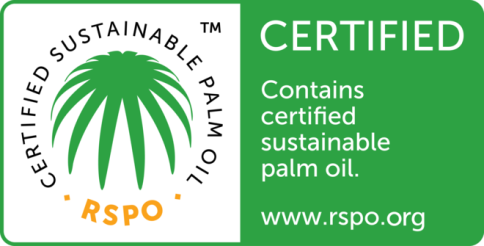 CERTIFIED SUSTAINABLE PALM OIL
TM
· RSPO ·
CERTIFIED
Contains
certified
sustainable
palm oil.
www.rspo.org